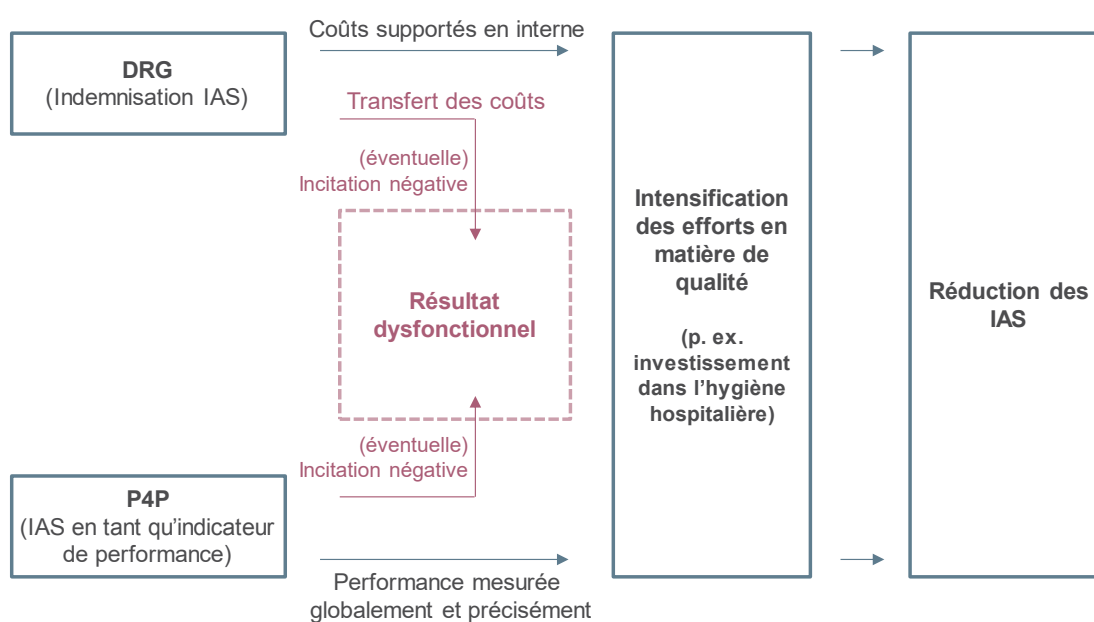 Coûts supportés en interne
DRG
(Indemnisation IAS)
Transfert des coûts
(éventuelle)
Incitation négative
Résultat
dysfonctionnel
(éventuelle)
Incitation négative
P4P
(IAS en tant qu’indicateur
de performance)
Performance mesurée
globalement et précisément
Intensification
des efforts en
matière de
qualité
(p. ex.
investissement
dans l’hygiène
hospitalière)
Réduction des
IAS